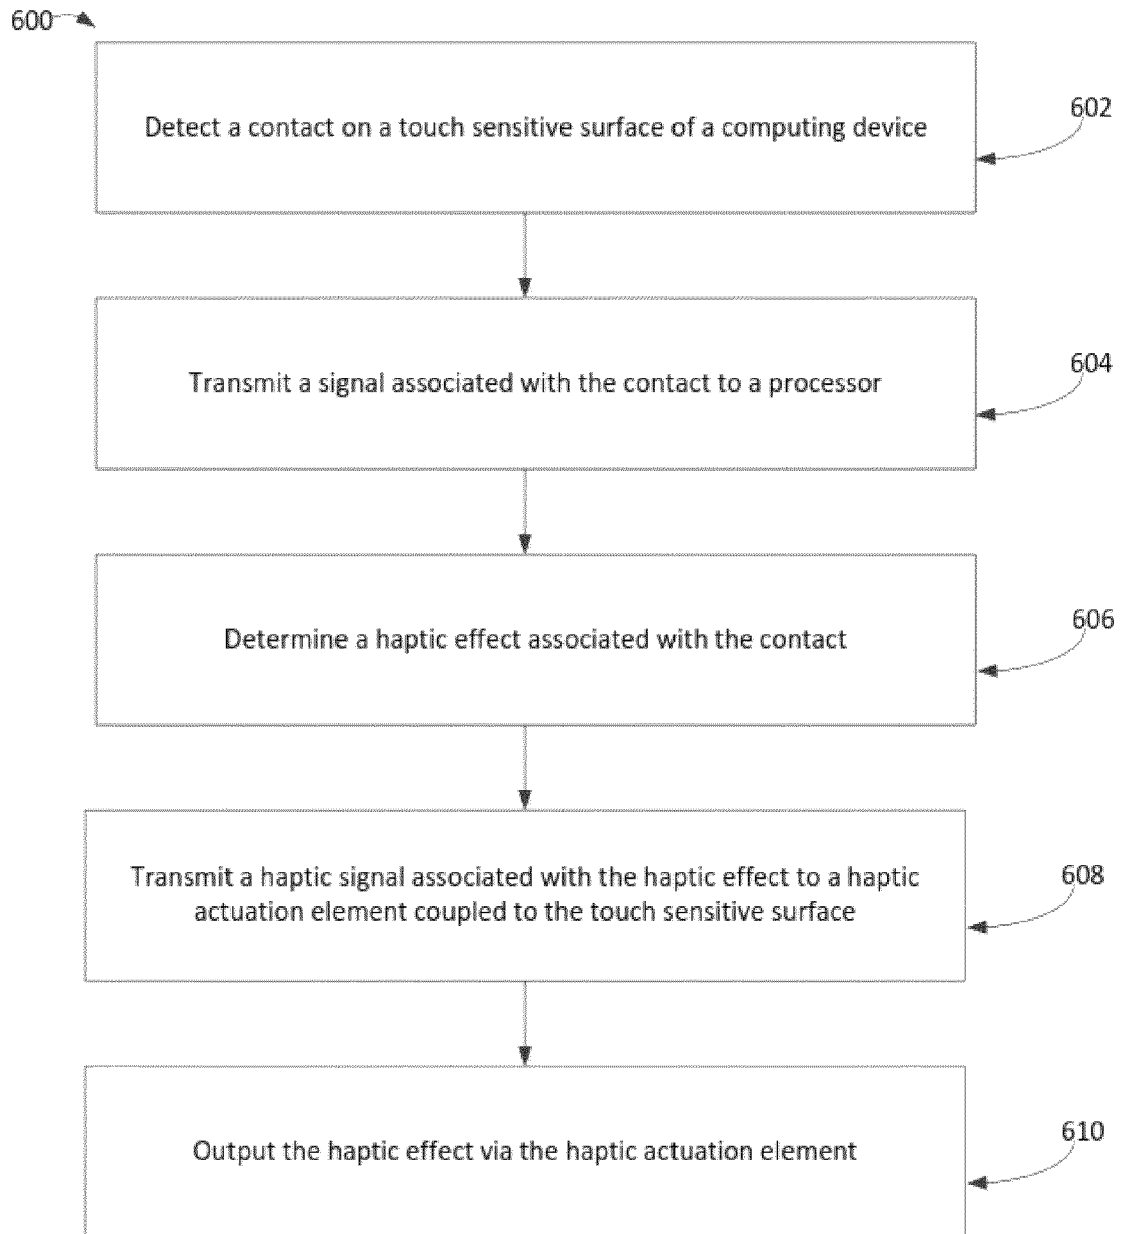 600
Detect a contact on a touch sensitive surface of a computing device
602
Transmit a signal associated with the contact to a processor
604
Determine a haptic effect associated with the contact
606
Transmit a haptic signal associated with the haptic effect to a haptic
actuation element coupled to the touch sensitive surface
608
Output the haptic effect via the haptic actuation element
610